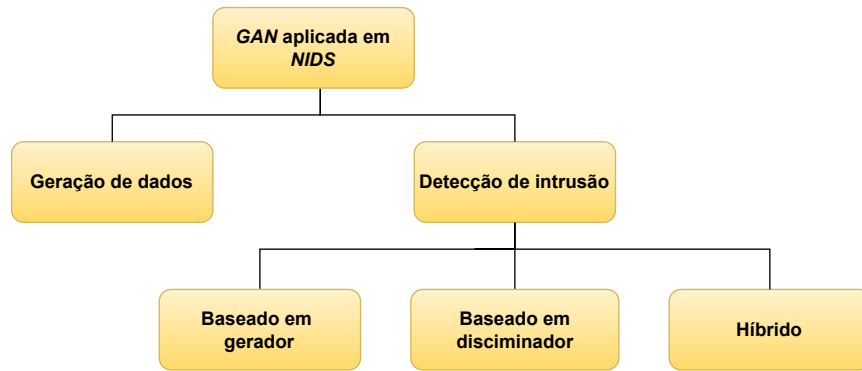 GAN aplicada em
NIDS
Geração de dados
Detecção de intrusão
Baseado em
gerador
Baseado em
disciminador
Híbrido